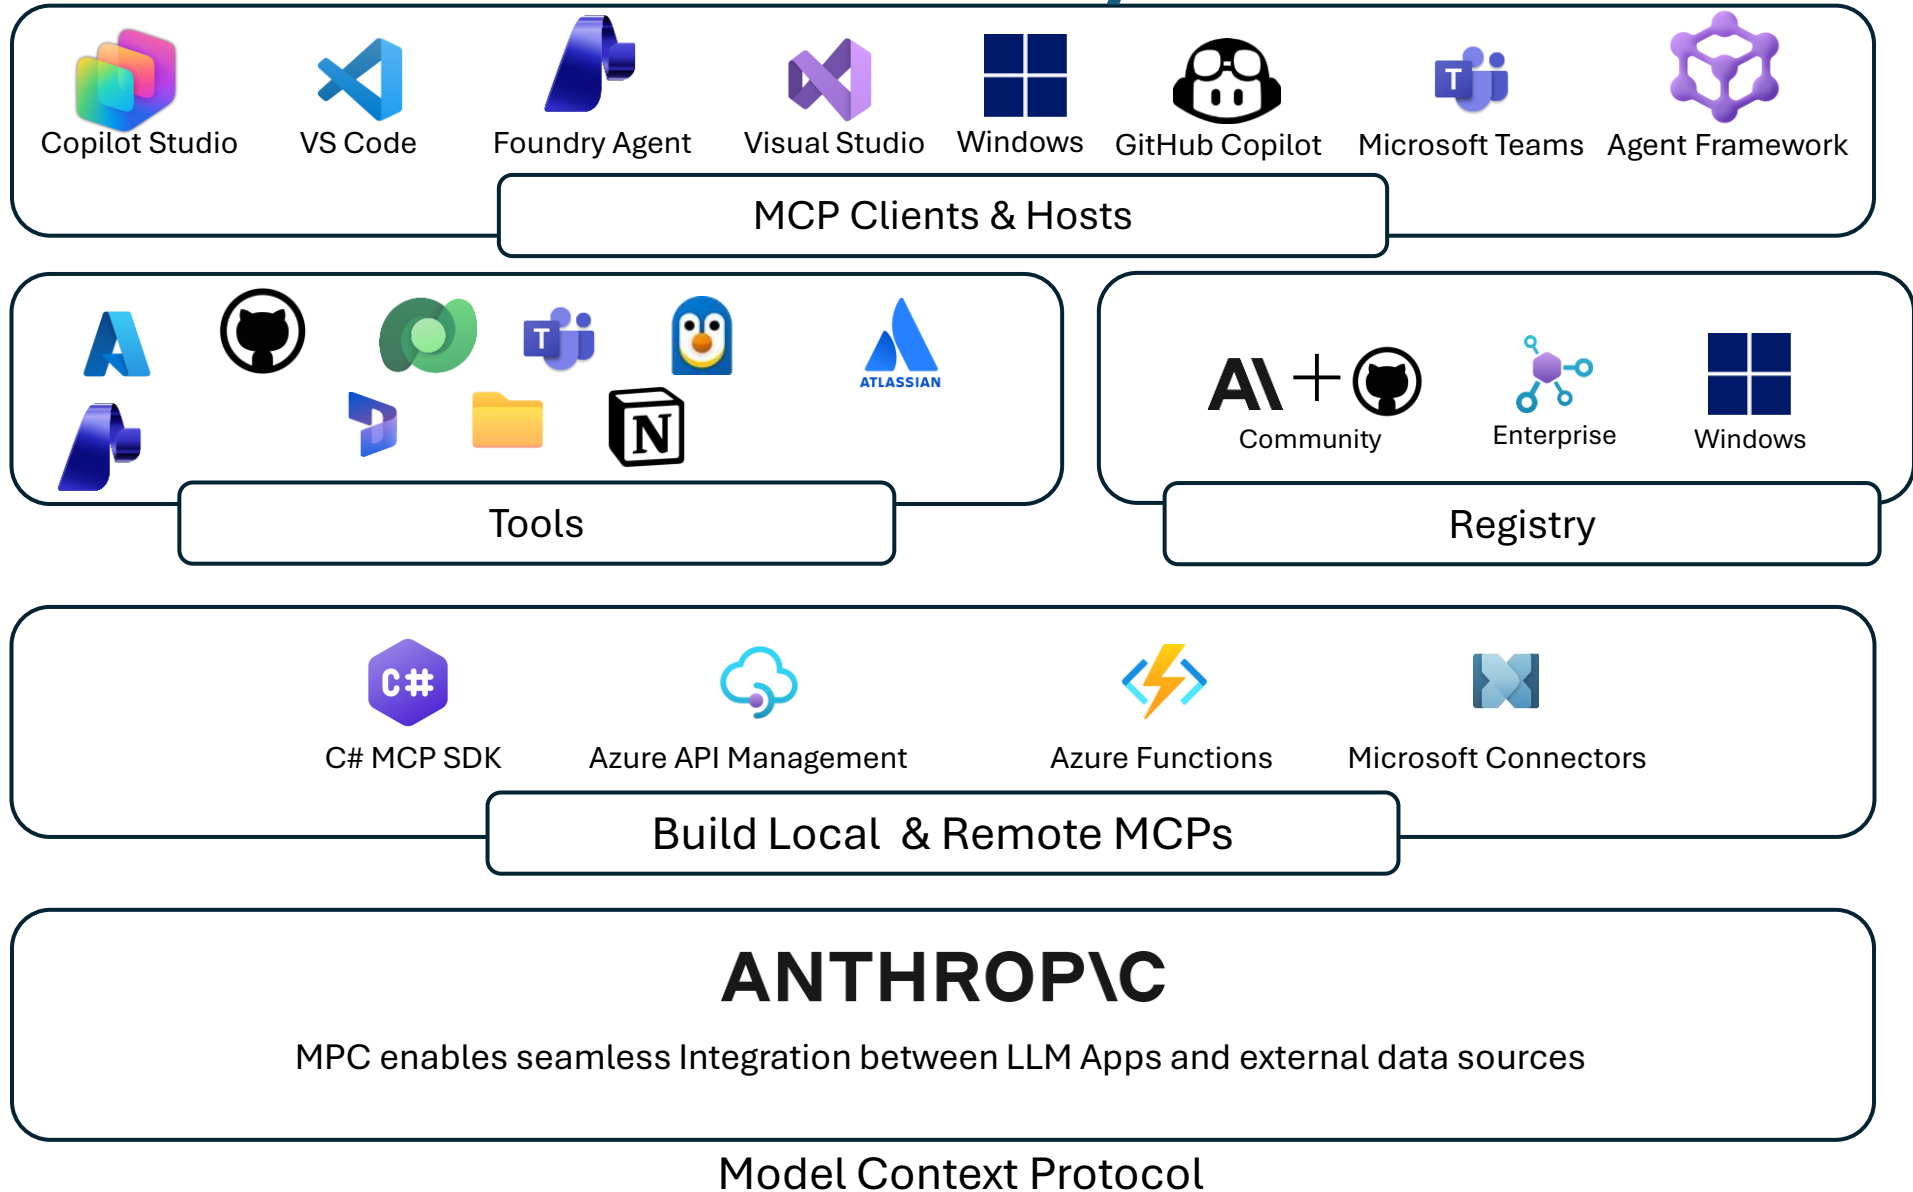 Copilot Studio
VS Code
Foundry Agent
Visual Studio
Windows
GitHub Copilot
T
Microsoft Teams
Agent Framework
MCP Clients & Hosts
T
ATLASSIAN
N
Tools
A\
Community
Enterprise
Windows
Registry
C#
C# MCP SDK
Azure API Management
Azure Functions
Microsoft Connectors
Build Local & Remote MCPs
ANTHROP\C
MPC enables seamless Integration between LLM Apps and external data sources
Model Context Protocol